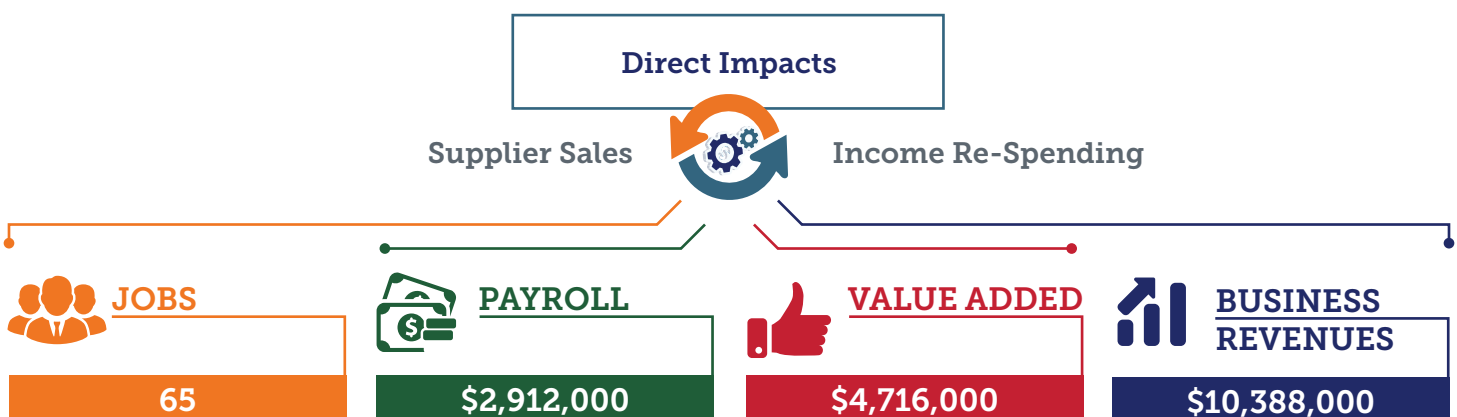 Direct Impacts
Supplier Sales
Income Re-Spending
JOBS
65
PAYROLL
$2,912,000
VALUE ADDED
$4,716,000
BUSINESS
REVENUES
$10,388,000